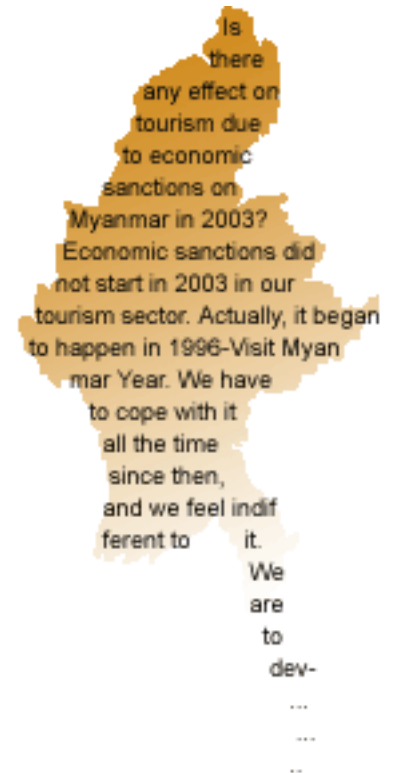 Is
there
any effect on
tourism due
to economic
sanctions on
Myanmar in 2003?
Economic sanctions did
not start in 2003 in our
tourism sector. Actually, it began
to happen in 1996-Visit Myan
mar Year. We have
to cope with it
all the time
since then,
and we feel indif
ferent to it.
We
are
to
dev-
...
...
..